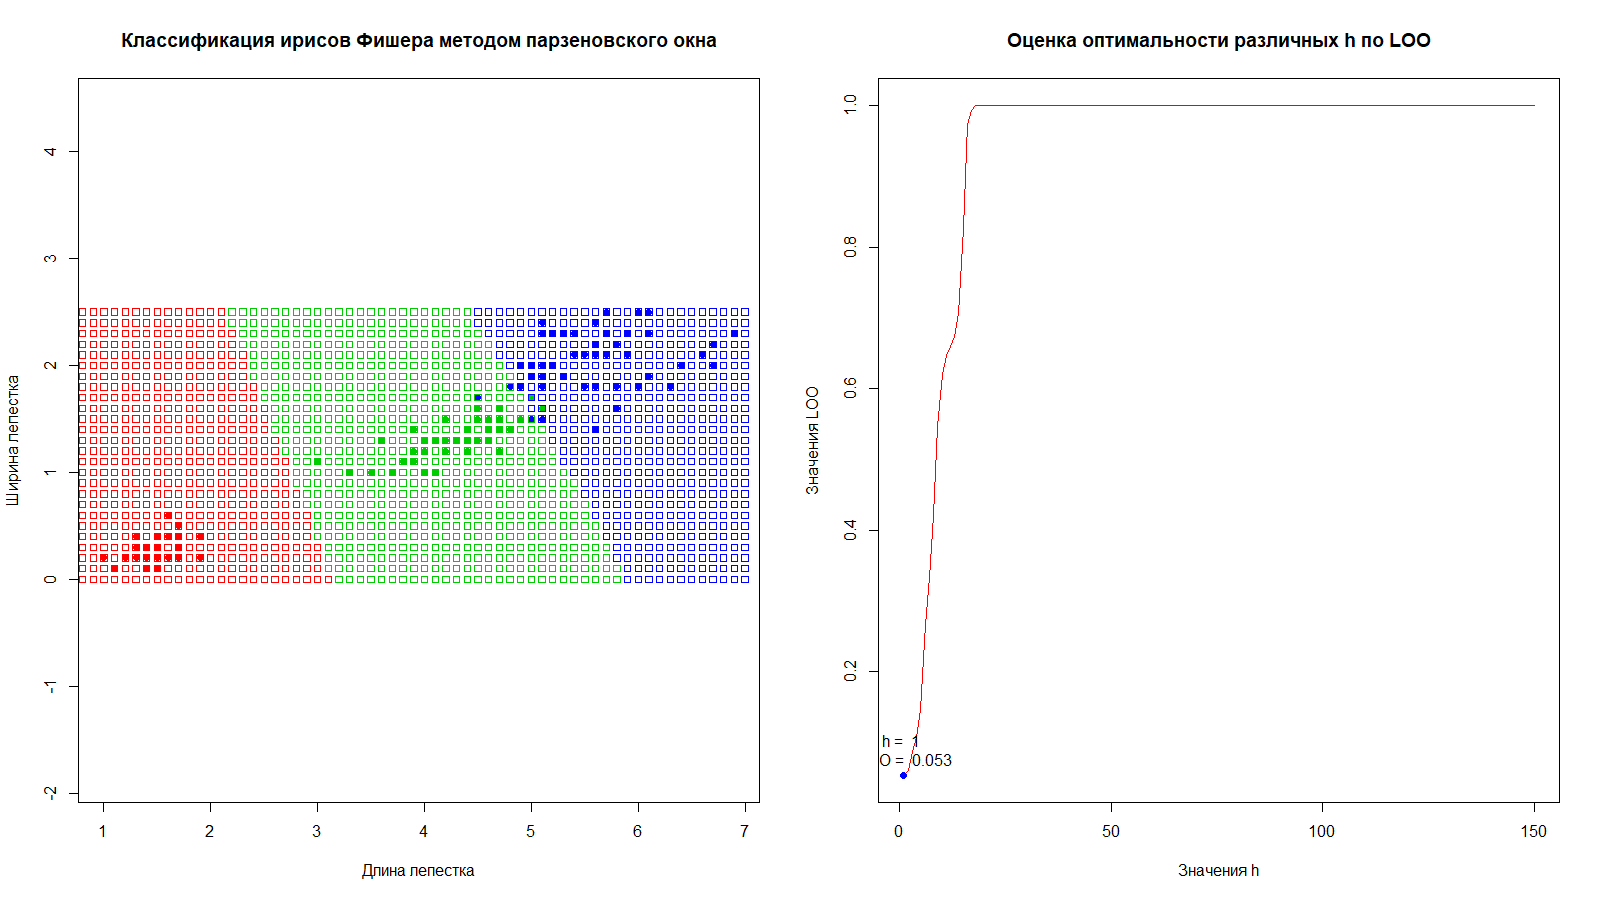 Классификация ирисов Фишера методом парзеновского окна
Ширина лепестка
4
3
2
1
0
-1
-2
1 2 3 4 5 6 7
Длина лепестка
Оценка оптимальности различных h по LOO
Значения LOO
1.0
0.8
0.6
0.4
0.2
h = 1
O = 0.053
0 50 100 150
Значения h